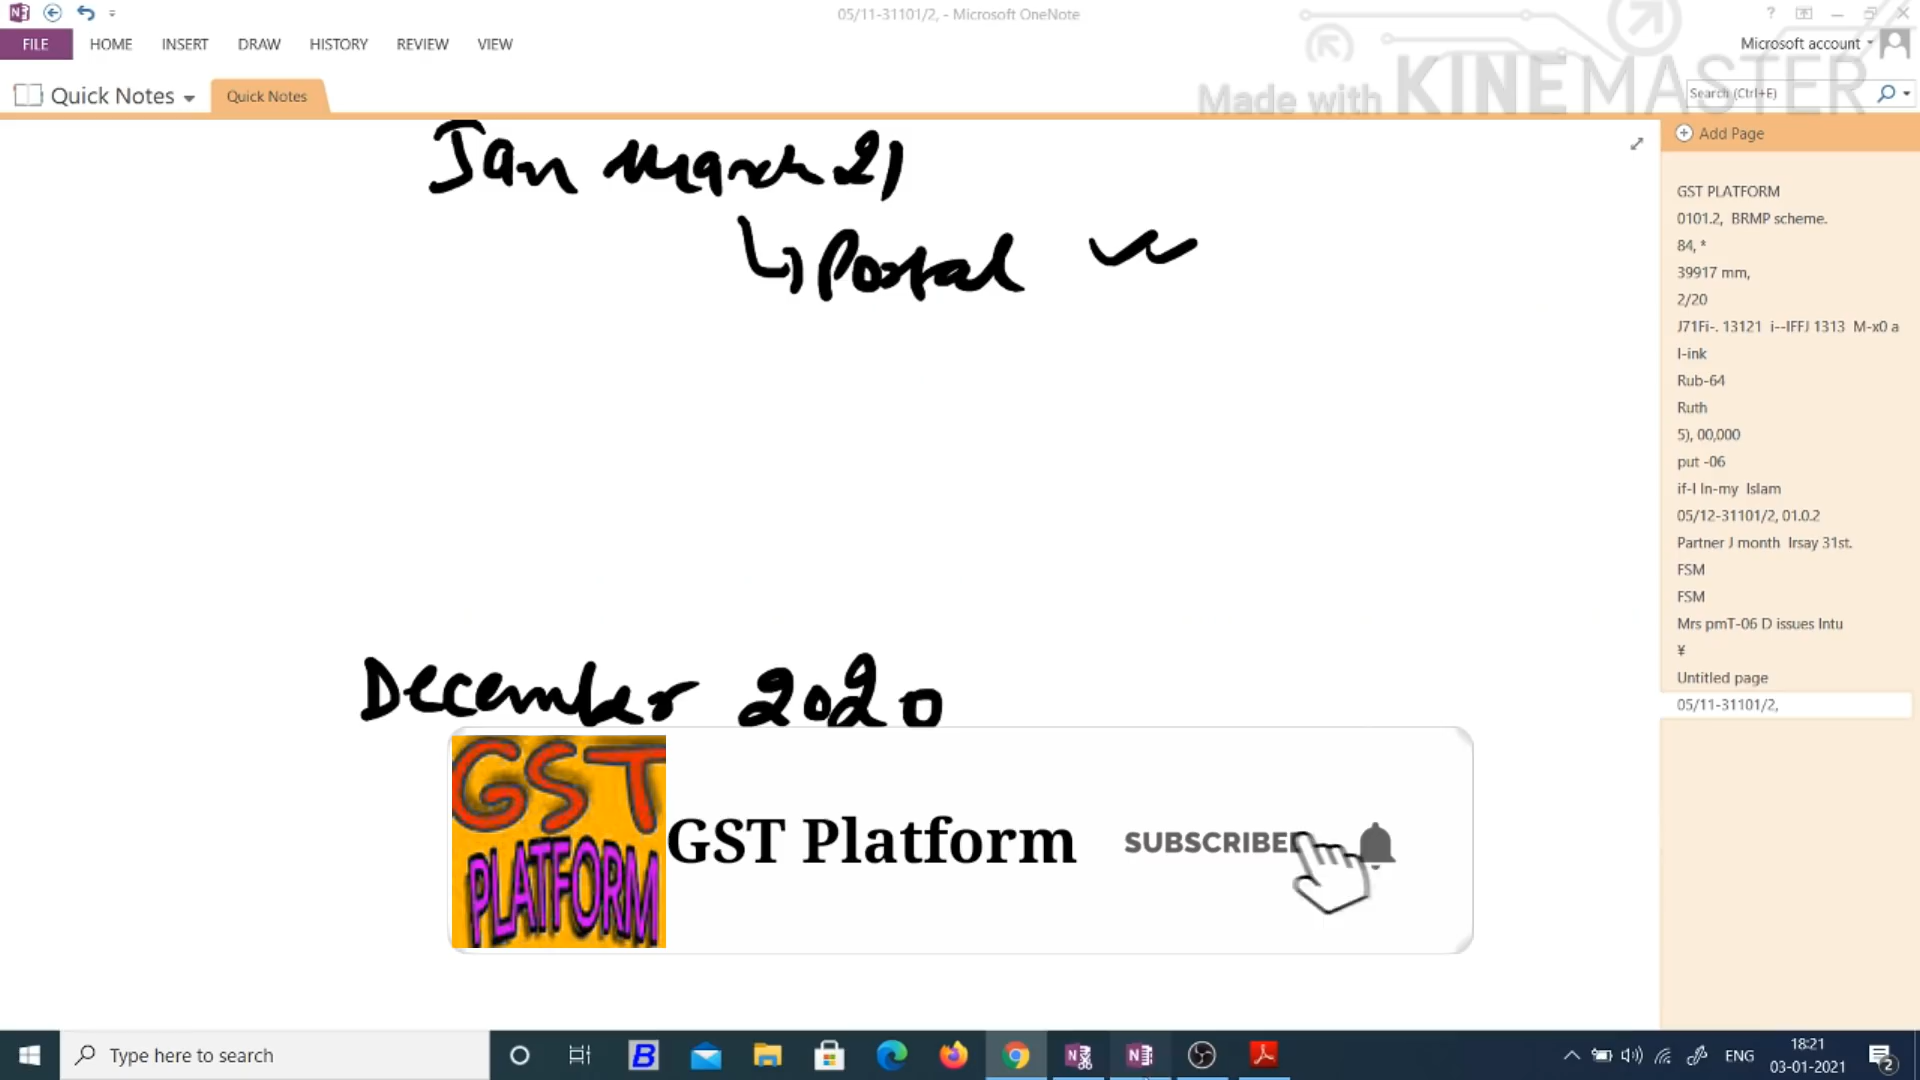 05/11-31101/2, - Microsoft OneNote
?
FILE HOME INSERT DRAW HISTORY REVIEW VIEW
Microsoft account
Made with KINEMASTER
Quick Notes
Quick Notes
Search (Ctrl+E)
Add Page
Jan March 21
Portal
December 2020
GST PLATFORM
0101.2, BRMP scheme.
84, *
39917 mm,
2/20
J71Fi-. 13121 i--IFFJ 1313 M-x0 a
I-ink
Rub-64
Ruth
5), 00,000
put -06
if-I In-my Islam
05/12-31101/2, 01.0.2
Partner J month Irsay 31st.
FSM
FSM
Mrs pmT-06 D issues Intu
¥
Untitled page
05/11-31101/2,
GST
PLATFORM
GST Platform
SUBSCRIBED
Type here to search
B
ENG
18:21
03-01-2021
2